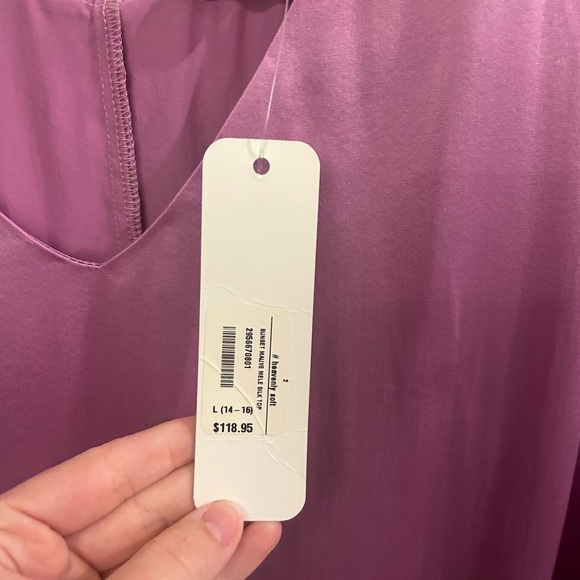 2
# heavenly soft
SUNSET MAUVE MELE SILK TOP
2956670801
L (14-16)
$118.95